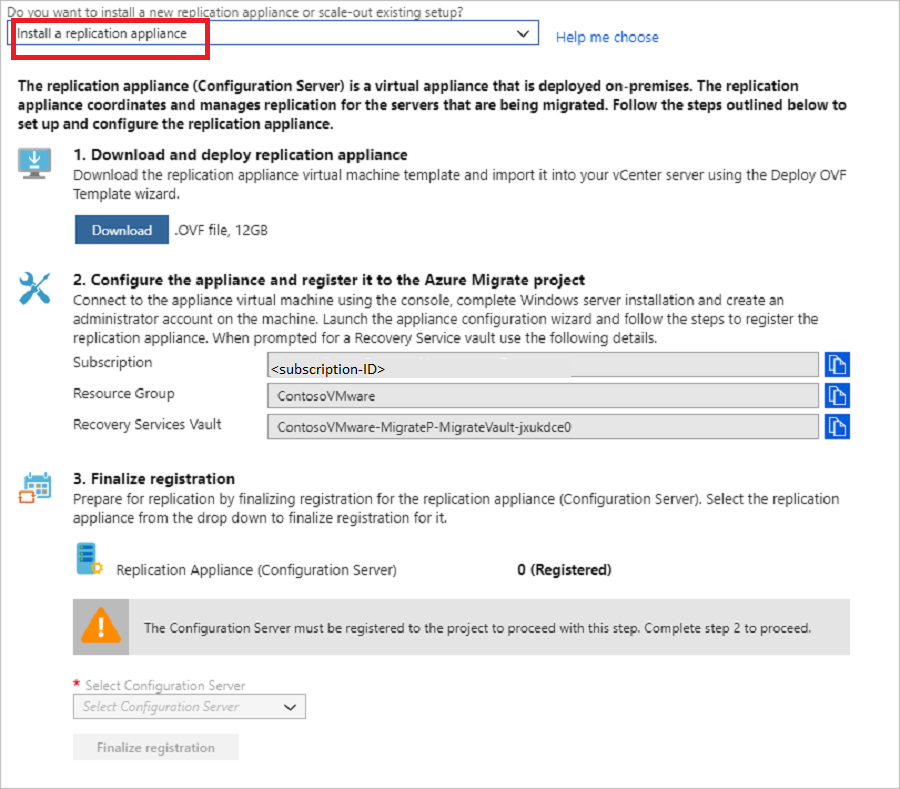 Do you want to install a new replication appliance or scale-out existing setup?
Install a replication appliance
Help me choose
The replication appliance (Configuration Server) is a virtual appliance that is deployed on-premises. The replication
appliance coordinates and manages replication for the servers that are being migrated. Follow the steps outlined below to
set up and configure the replication appliance.
1. Download and deploy replication appliance
Download the replication appliance virtual machine template and import it into your vCenter server using the Deploy OVF
Template wizard.
Download .OVF file, 12GB
2. Configure the appliance and register it to the Azure Migrate project
Connect to the appliance virtual machine using the console, complete Windows server installation and create an
administrator account on the machine. Launch the appliance configuration wizard and follow the steps to register the
replication appliance. When prompted for a Recovery Service vault use the following details.
Subscription <subscription-ID>
Resource Group ContosoVMware
Recovery Services Vault ContosoVMware-MigrateP-MigrateVault-jxukdce0
3. Finalize registration
Prepare for replication by finalizing registration for the replication appliance (Configuration Server). Select the replication
appliance from the drop down to finalize registration for it.
Replication Appliance (Configuration Server) 0 (Registered)
The Configuration Server must be registered to the project to proceed with this step. Complete step 2 to proceed.
* Select Configuration Server
Select Configuration Server
Finalize registration